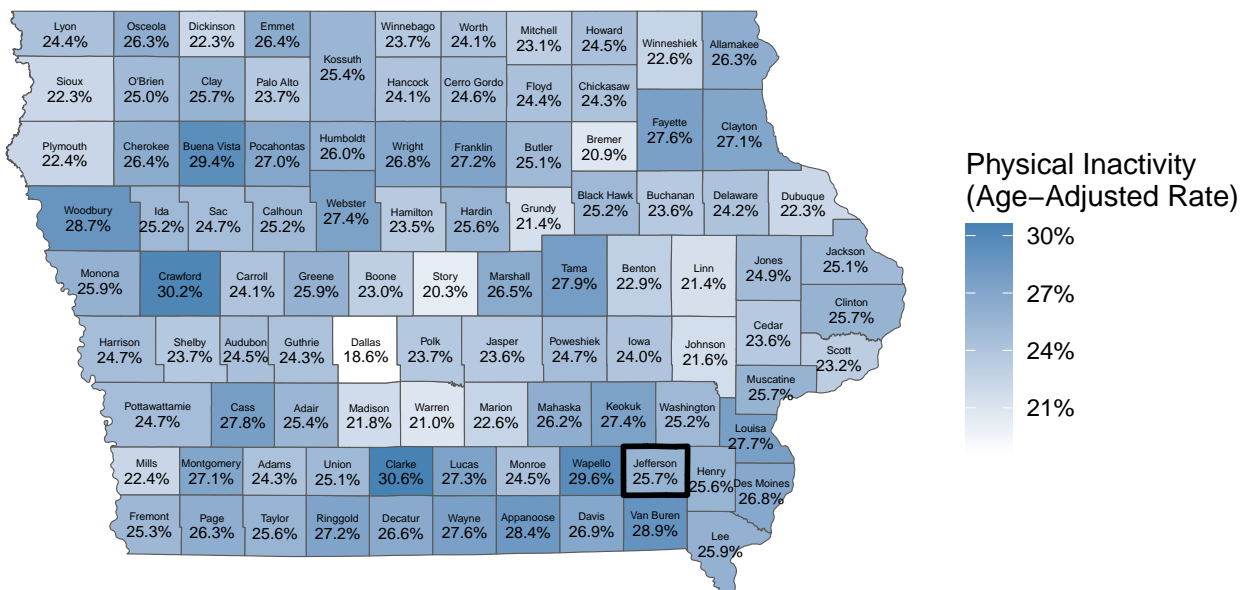 Lyon
24.4%
Osceola
26.3%
Dickinson
22.3%
Emmet
26.4%
Kossuth
25.4%
Winnebago
23.7%
Worth
24.1%
Mitchell
23.1%
Howard
24.5%
Winneshiek
22.6%
Allamakee
26.3%
Sioux
22.3%
O'Brien
25.0%
Clay
25.7%
Palo Alto
23.7%
Hancock
24.1%
Cerro Gordo
24.6%
Floyd
24.4%
Chickasaw
24.3%
Fayette
27.6%
Clayton
27.1%
Plymouth
22.4%
Cherokee
26.4%
Buena Vista
29.4%
Pocahontas
27.0%
Humboldt
26.0%
Wright
26.8%
Franklin
27.2%
Butler
25.1%
Bremer
20.9%
Woodbury
28.7%
Ida
25.2%
Sac
24.7%
Calhoun
25.2%
Webster
27.4%
Hamilton
23.5%
Hardin
25.6%
Grundy
21.4%
Black Hawk
25.2%
Buchanan
23.6%
Delaware
24.2%
Dubuque
22.3%
Monona
25.9%
Crawford
30.2%
Carroll
24.1%
Greene
25.9%
Boone
23.0%
Story
20.3%
Marshall
26.5%
Tama
27.9%
Benton
22.9%
Linn
21.4%
Jones
24.9%
Jackson
25.1%
Clinton
25.7%
Harrison
24.7%
Shelby
23.7%
Audubon
24.5%
Guthrie
24.3%
Dallas
18.6%
Polk
23.7%
Jasper
23.6%
Poweshiek
24.7%
Iowa
24.0%
Johnson
21.6%
Cedar
23.6%
Scott
23.2%
Muscatine
25.7%
Pottawattamie
24.7%
Cass
27.8%
Adair
25.4%
Madison
21.8%
Warren
21.0%
Marion
22.6%
Mahaska
26.2%
Keokuk
27.4%
Washington
25.2%
Louisa
27.7%
Mills
22.4%
Montgomery
27.1%
Adams
24.3%
Union
25.1%
Clarke
30.6%
Lucas
27.3%
Monroe
24.5%
Wapello
29.6%
Jefferson
25.7%
Henry
25.6%
Des Moines
26.8%
Fremont
25.3%
Page
26.3%
Taylor
25.6%
Ringgold
27.2%
Decatur
26.6%
Wayne
27.6%
Appanoose
28.4%
Davis
26.9%
Van Buren
28.9%
Lee
25.9%
Physical Inactivity
(Age−Adjusted Rate)
30%
27%
24%
21%